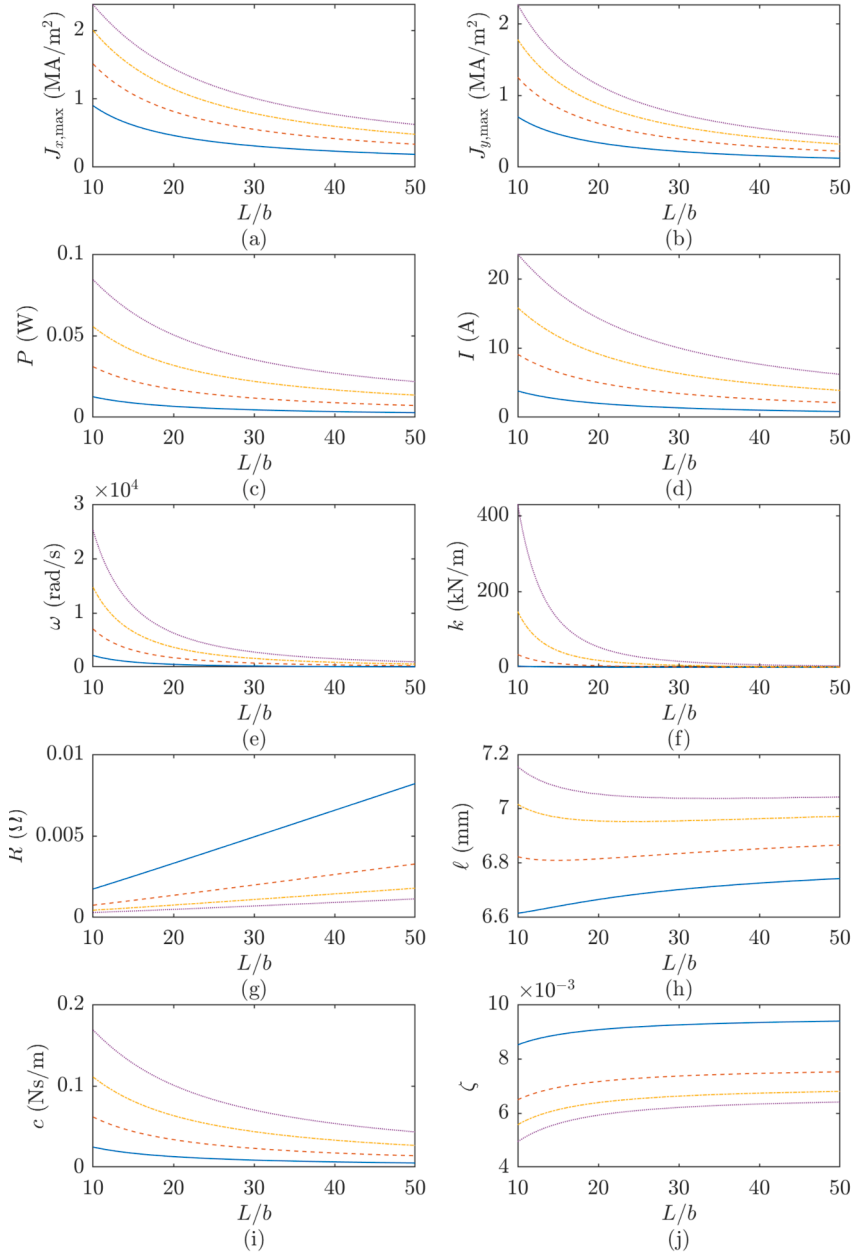 J_{x,max} (MA/m^2)
2
1
0
10 20 30 40 50
L/b
(a)
J_{y,max} (MA/m^2)
2
1
0
10 20 30 40 50
L/b
(b)
P (W)
0.1
0.05
0
10 20 30 40 50
L/b
(c)
I (A)
20
10
0
10 20 30 40 50
L/b
(d)
×10^4
ω (rad/s)
3
2
1
0
10 20 30 40 50
L/b
(e)
k (kN/m)
400
200
0
10 20 30 40 50
L/b
(f)
R (Ω)
0.01
0.005
0
10 20 30 40 50
L/b
(g)
ℓ (mm)
7.2
7
6.8
6.6
10 20 30 40 50
L/b
(h)
c (Ns/m)
0.2
0.1
0
10 20 30 40 50
L/b
(i)
×10^{−3}
ζ
10
8
6
4
10 20 30 40 50
L/b
(j)